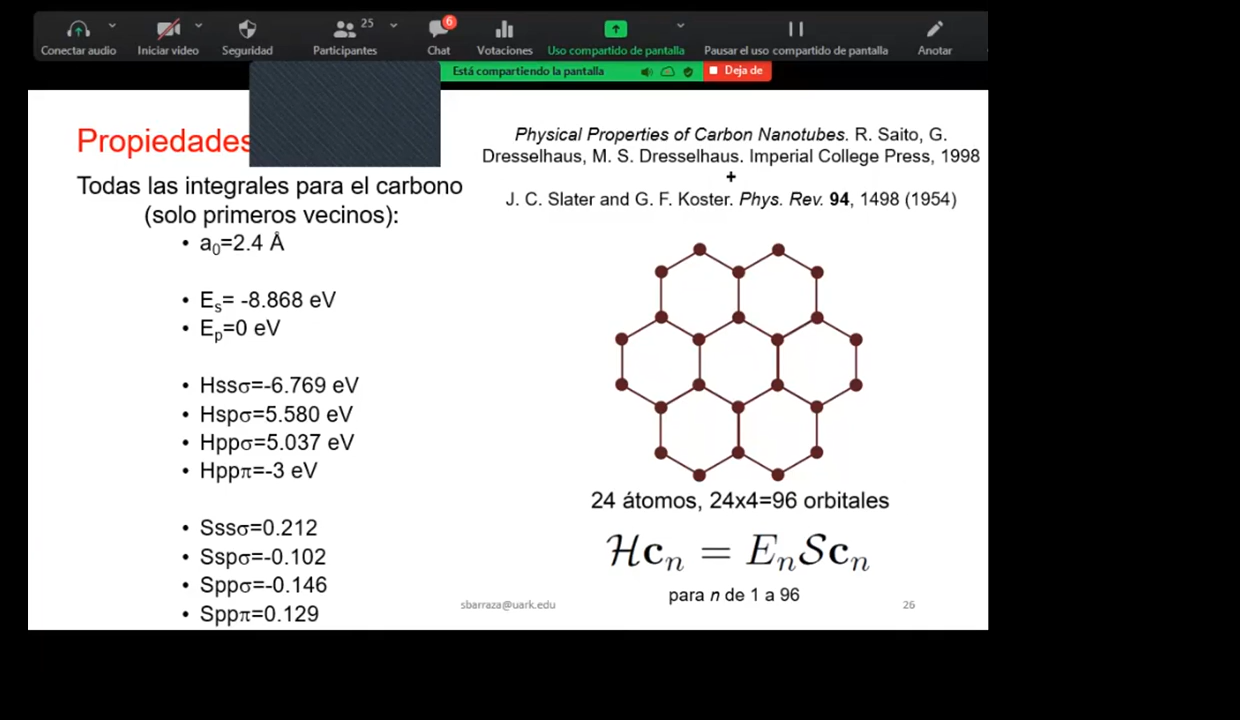 25
6
Conectar audio
Iniciar video
Seguridad
Participantes
Chat
Votaciones
Uso compartido de pantalla
Pausar el uso compartido de pantalla
Anotar
Está compartiendo la pantalla
Deja de
Propiedades
Todas las integrales para el carbono
(solo primeros vecinos):
• a₀=2.4 Å
• Eₛ= -8.868 eV
• Eₚ=0 eV
• Hssσ=-6.769 eV
• Hspσ=5.580 eV
• Hppσ=5.037 eV
• Hppπ=-3 eV
• Sssσ=0.212
• Sspσ=-0.102
• Sppσ=-0.146
• Sppπ=0.129
Physical Properties of Carbon Nanotubes. R. Saito, G.
Dresselhaus, M. S. Dresselhaus. Imperial College Press, 1998
+
J. C. Slater and G. F. Koster. Phys. Rev. 94, 1498 (1954)
24 átomos, 24x4=96 orbitales
ℋcₙ = Eₙ𝒮cₙ
para n de 1 a 96
sbarraza@uark.edu
26